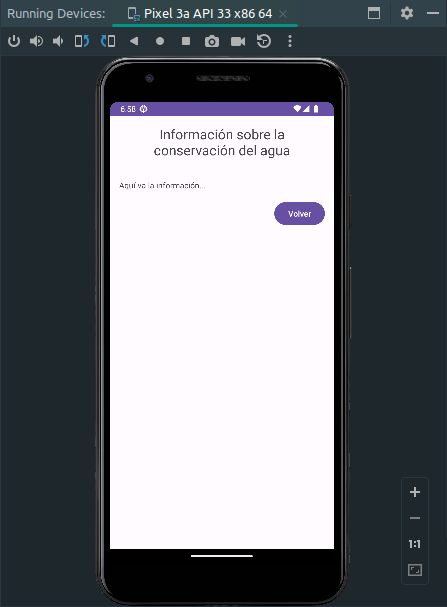 Running Devices: Pixel 3a API 33 x86 64
6:58
Información sobre la
conservación del agua
Aquí va la información...
Volver
1:1